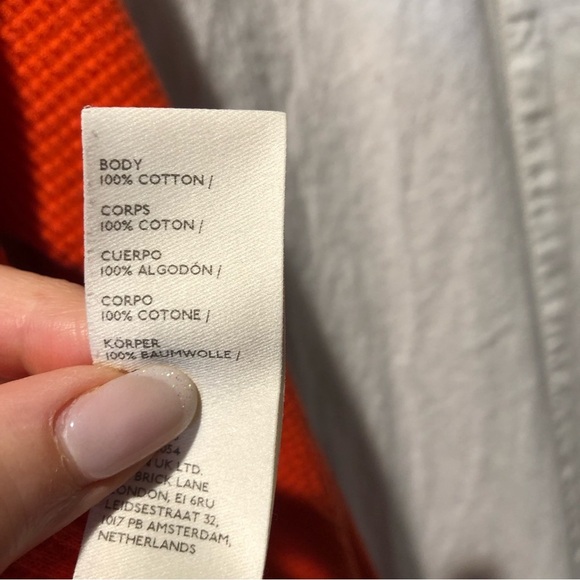 BODY
100% COTTON /
CORPS
100% COTON /
CUERPO
100% ALGODÓN /
CORPO
100% COTONE /
KÖRPER
100% BAUMWOLLE /
UK LTD.
BRICK LANE
LONDON, E1 6RU
LEIDSESTRAAT 32,
1017 PB AMSTERDAM,
NETHERLANDS